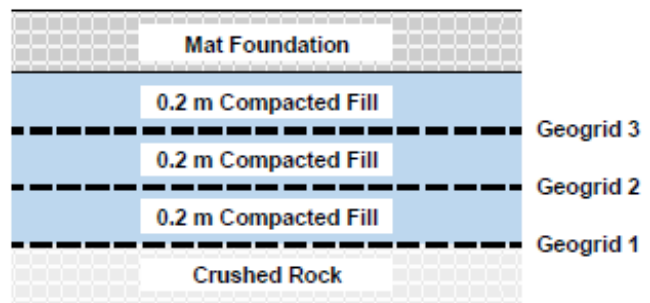 Mat Foundation
0.2 m Compacted Fill
Geogrid 3
0.2 m Compacted Fill
Geogrid 2
0.2 m Compacted Fill
Geogrid 1
Crushed Rock